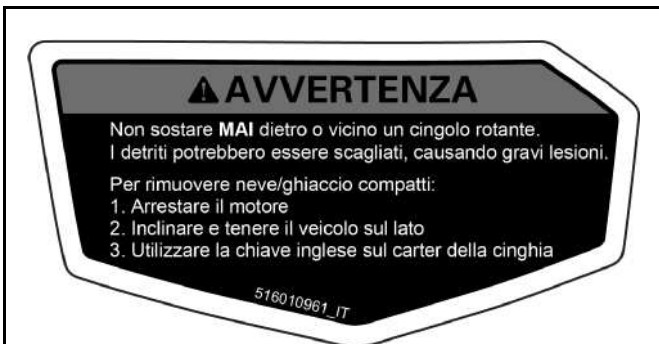 AVVERTENZA
Non sostare MAI dietro o vicino un cingolo rotante.
I detriti potrebbero essere scagliati, causando gravi lesioni.
Per rimuovere neve/ghiaccio compatti:
1. Arrestare il motore
2. Inclinare e tenere il veicolo sul lato
3. Utilizzare la chiave inglese sul carter della cinghia
516010961_IT